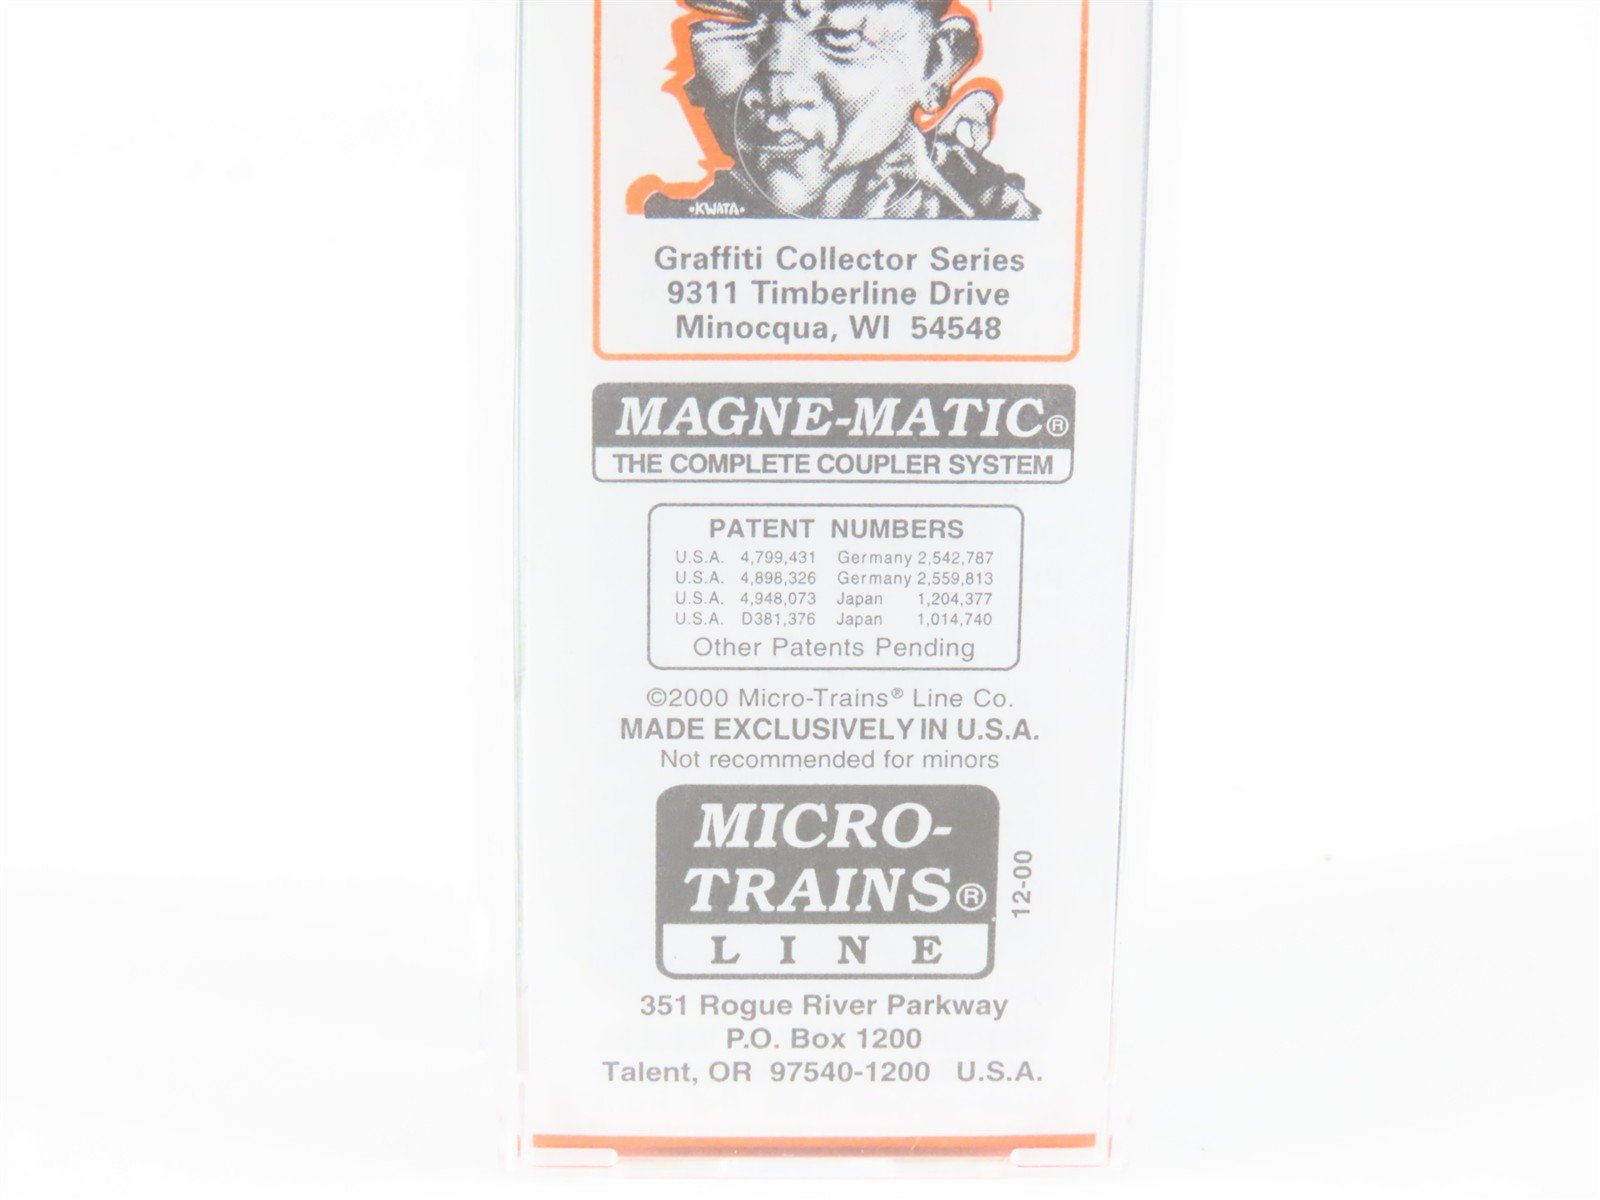 •KWATA•
Graffiti Collector Series
9311 Timberline Drive
Minocqua, WI 54548
MAGNE-MATIC®
THE COMPLETE COUPLER SYSTEM
PATENT NUMBERS
U.S.A. 4,799,431 Germany 2,542,787
U.S.A. 4,898,326 Germany 2,559,813
U.S.A. 4,948,073 Japan 1,204,377
U.S.A. D381,376 Japan 1,014,740
Other Patents Pending
©2000 Micro-Trains® Line Co.
MADE EXCLUSIVELY IN U.S.A.
Not recommended for minors
MICRO-
TRAINS®
LINE
12-00
351 Rogue River Parkway
P.O. Box 1200
Talent, OR 97540-1200 U.S.A.